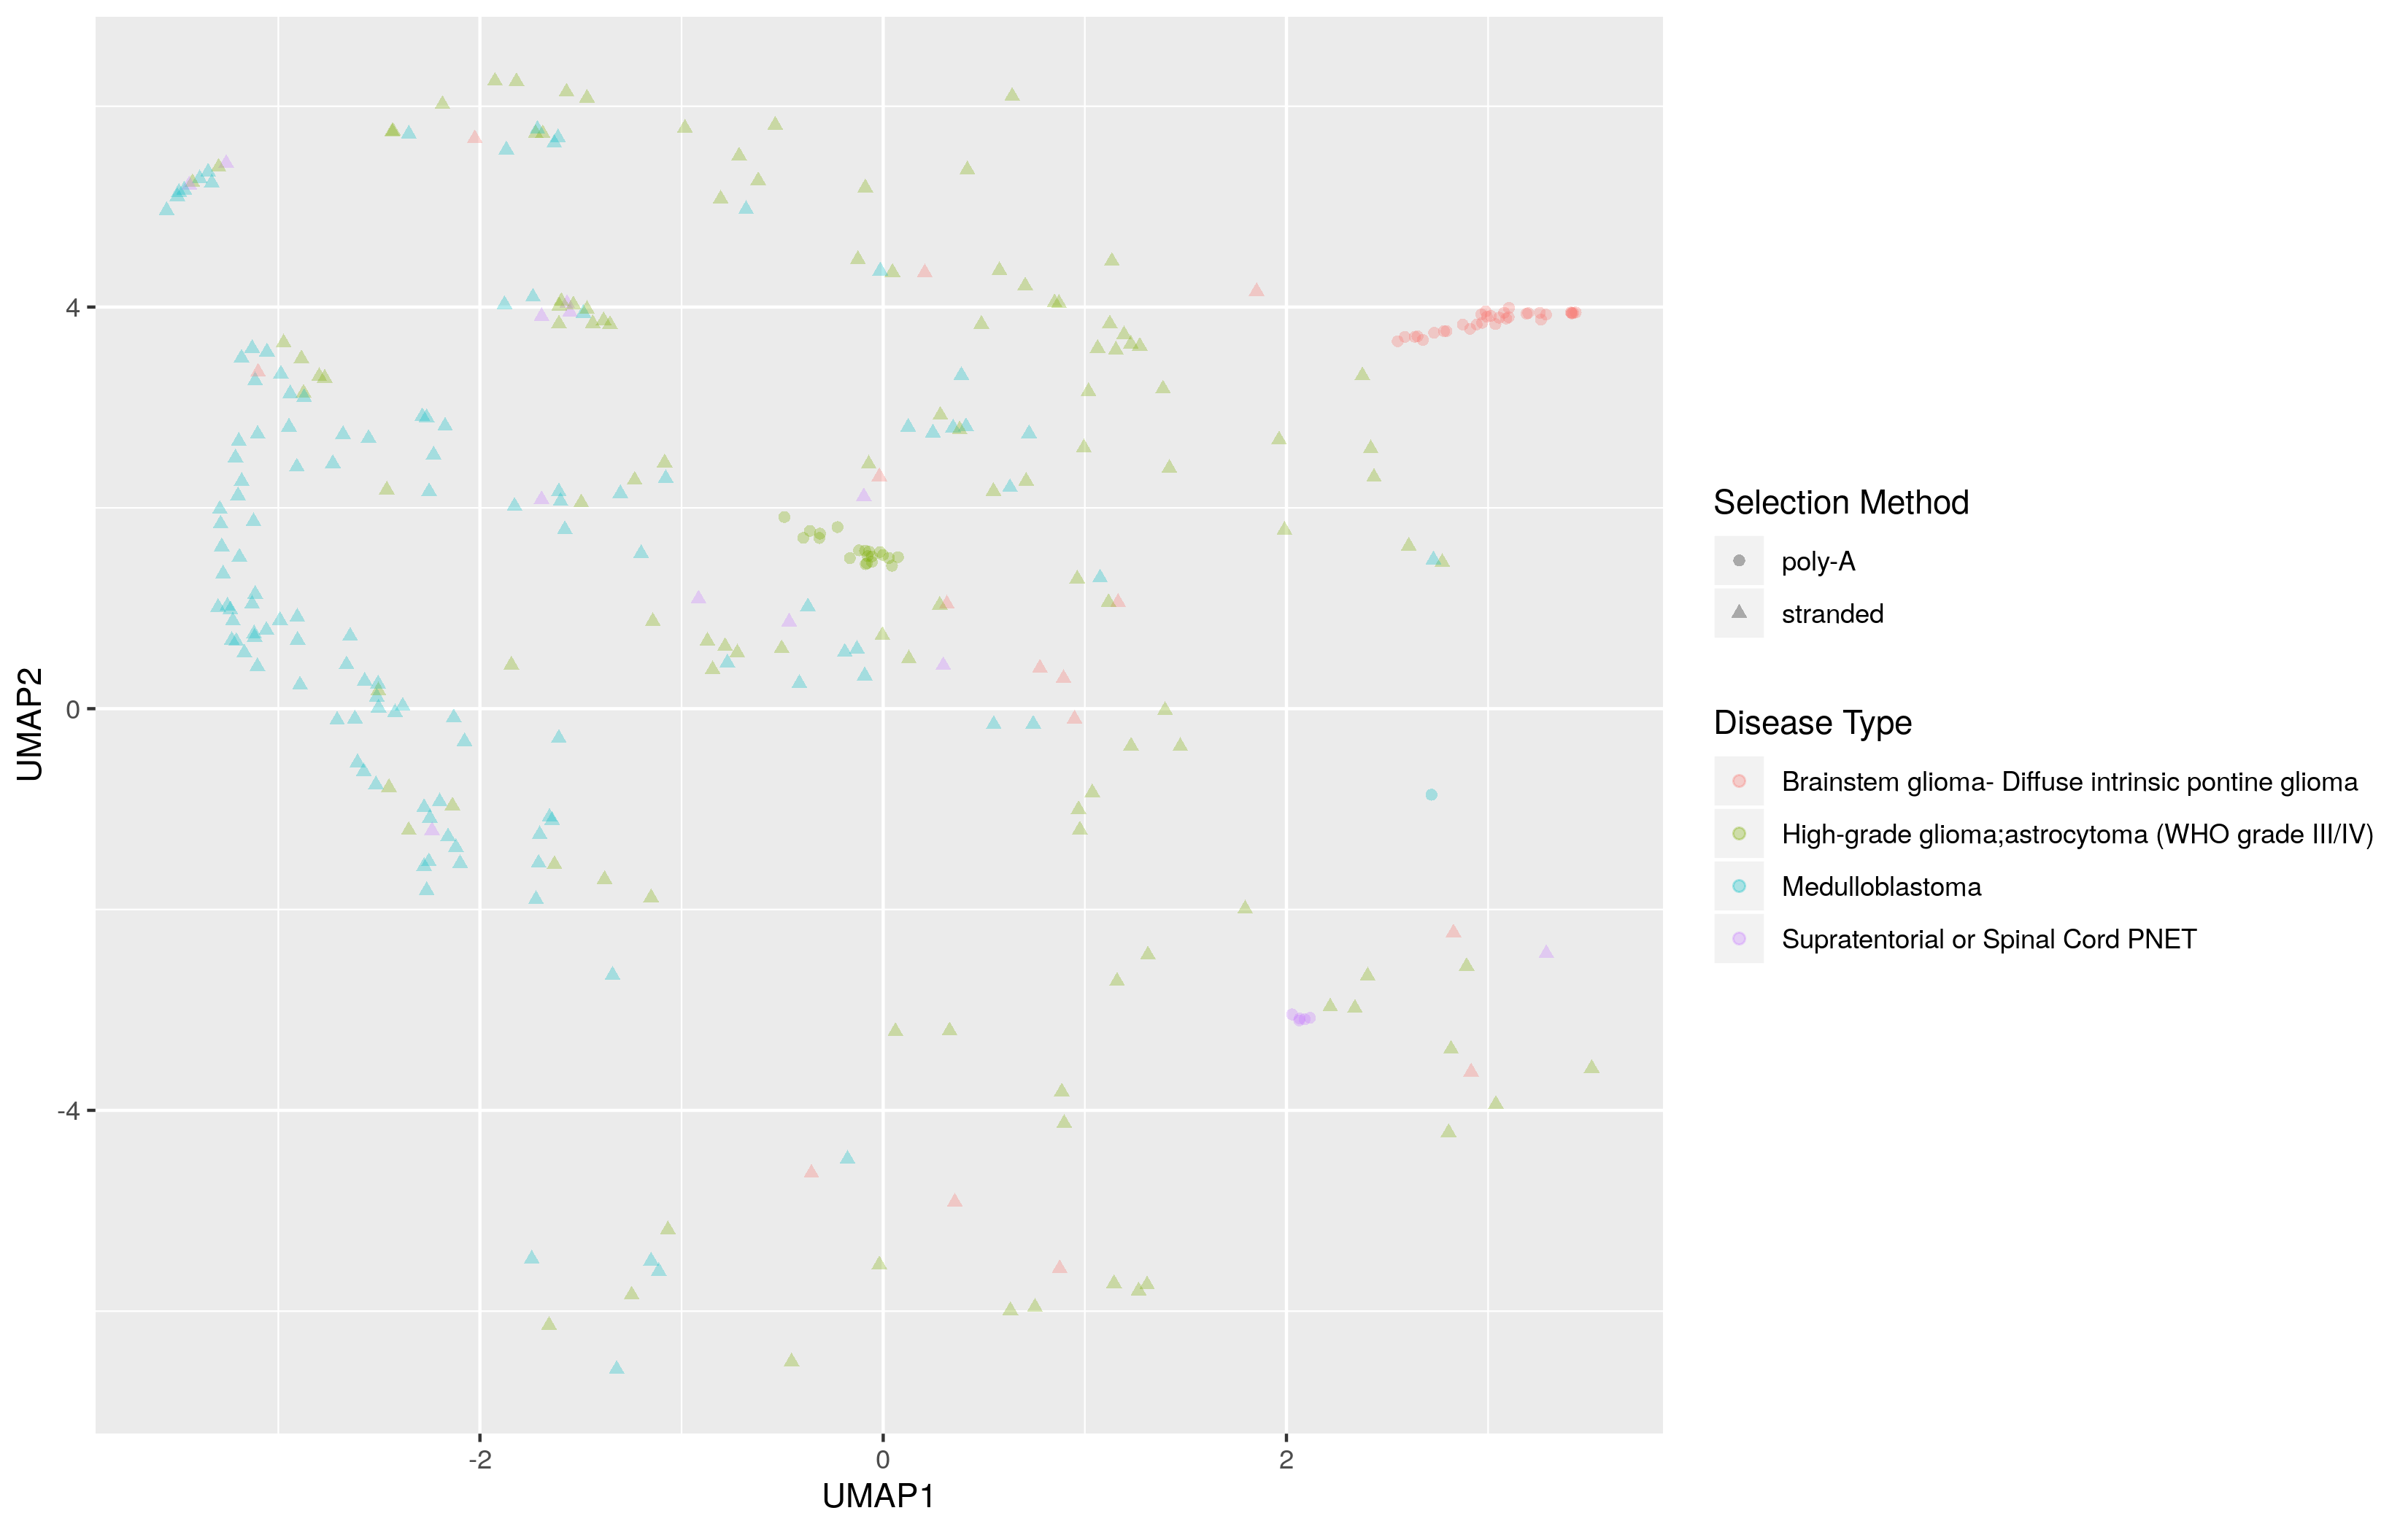 4
0
-4
-2
0
2
UMAP1
UMAP2
Selection Method
poly-A
stranded
Disease Type
Brainstem glioma- Diffuse intrinsic pontine glioma
High-grade glioma;astrocytoma (WHO grade III/IV)
Medulloblastoma
Supratentorial or Spinal Cord PNET